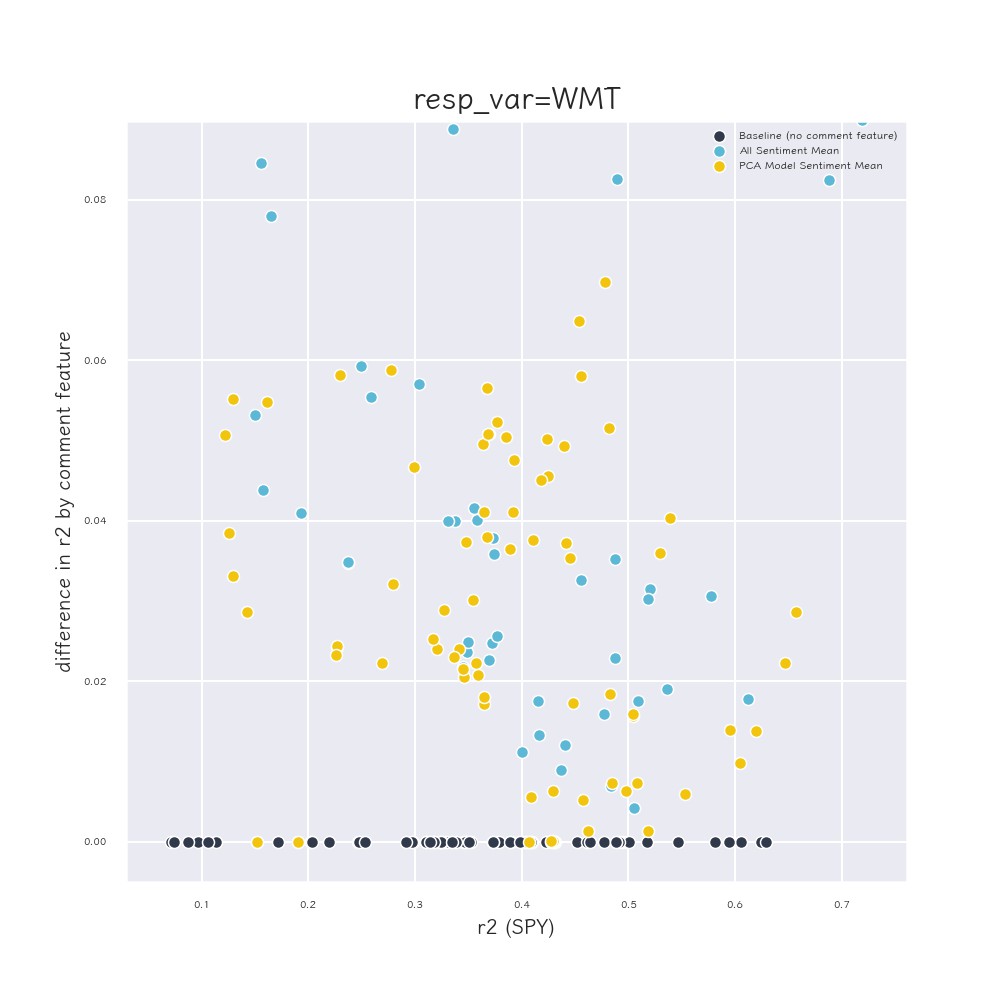 resp_var=WMT
Baseline (no comment feature)
All Sentiment Mean
PCA Model Sentiment Mean
difference in r2 by comment feature
0.08
0.06
0.04
0.02
0.00
0.1 0.2 0.3 0.4 0.5 0.6 0.7
r2 (SPY)